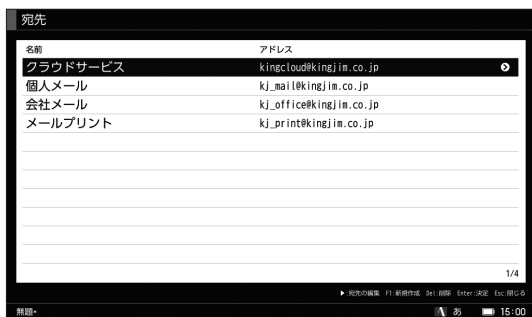 宛先
名前 アドレス
クラウドサービス kingcloud@kingjim.co.jp
個人メール kj_mail@kingjim.co.jp
会社メール kj_office@kingjim.co.jp
メールプリント kj_print@kingjim.co.jp
1/4
▶:宛先の編集 F1:新規作成 Del:削除 Enter:決定 Esc:閉じる
無題* A あ 15:00